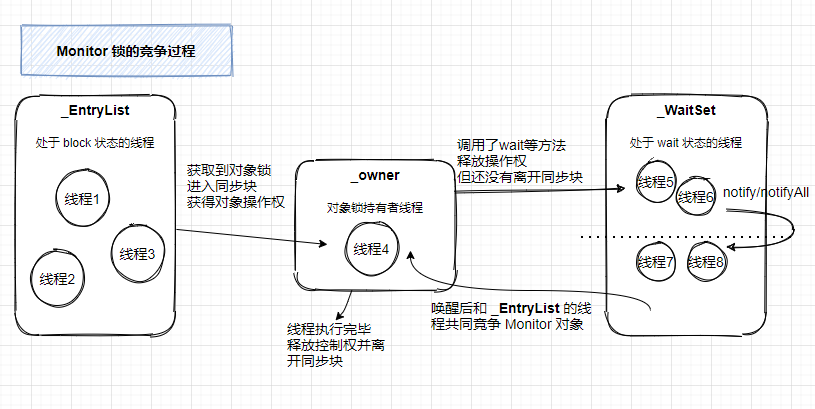 Monitor 锁的竞争过程
_EntryList
处于 block 状态的线程
线程1
线程3
线程2
获取到对象锁
进入同步块
获得对象操作权
_owner
对象锁持有者线程
线程4
线程执行完毕
释放控制权并离
开同步块
调用了wait等方法
释放操作权
但还没有离开同步块
_WaitSet
处于 wait 状态的线程
线程5
线程6
notify/notifyAll
线程7
线程8
唤醒后和 _EntryList 的线
程共同竞争 Monitor 对象